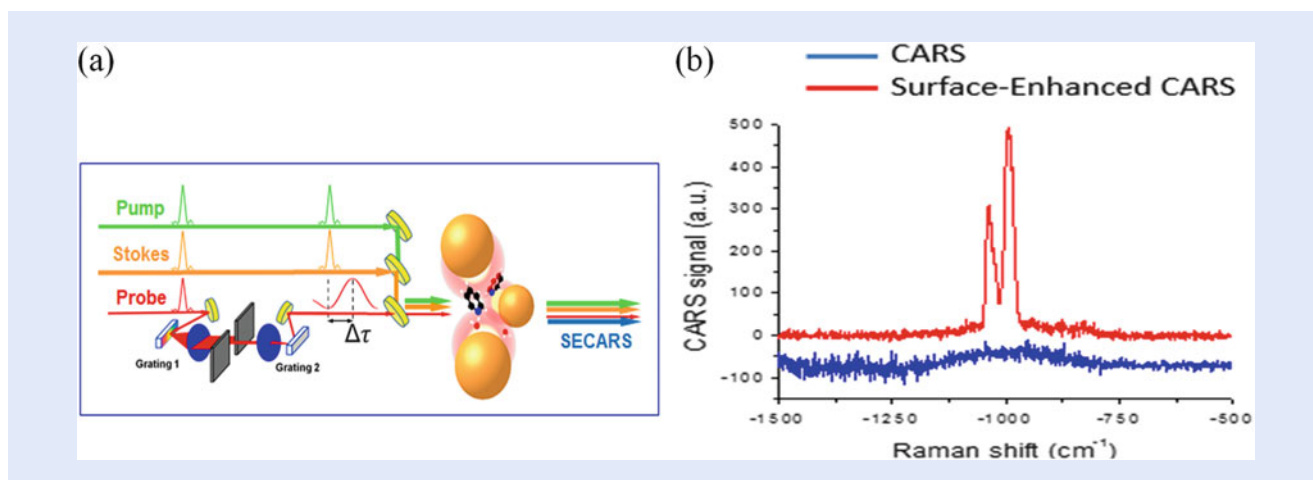 (a)
Pump
Stokes
Probe
Δτ
Grating 1
Grating 2
SECARS
(b)
CARS
Surface-Enhanced CARS
CARS signal (a.u.)
500
400
300
200
100
0
-100
-1500
-1250
-1000
-750
-500
Raman shift (cm⁻¹)